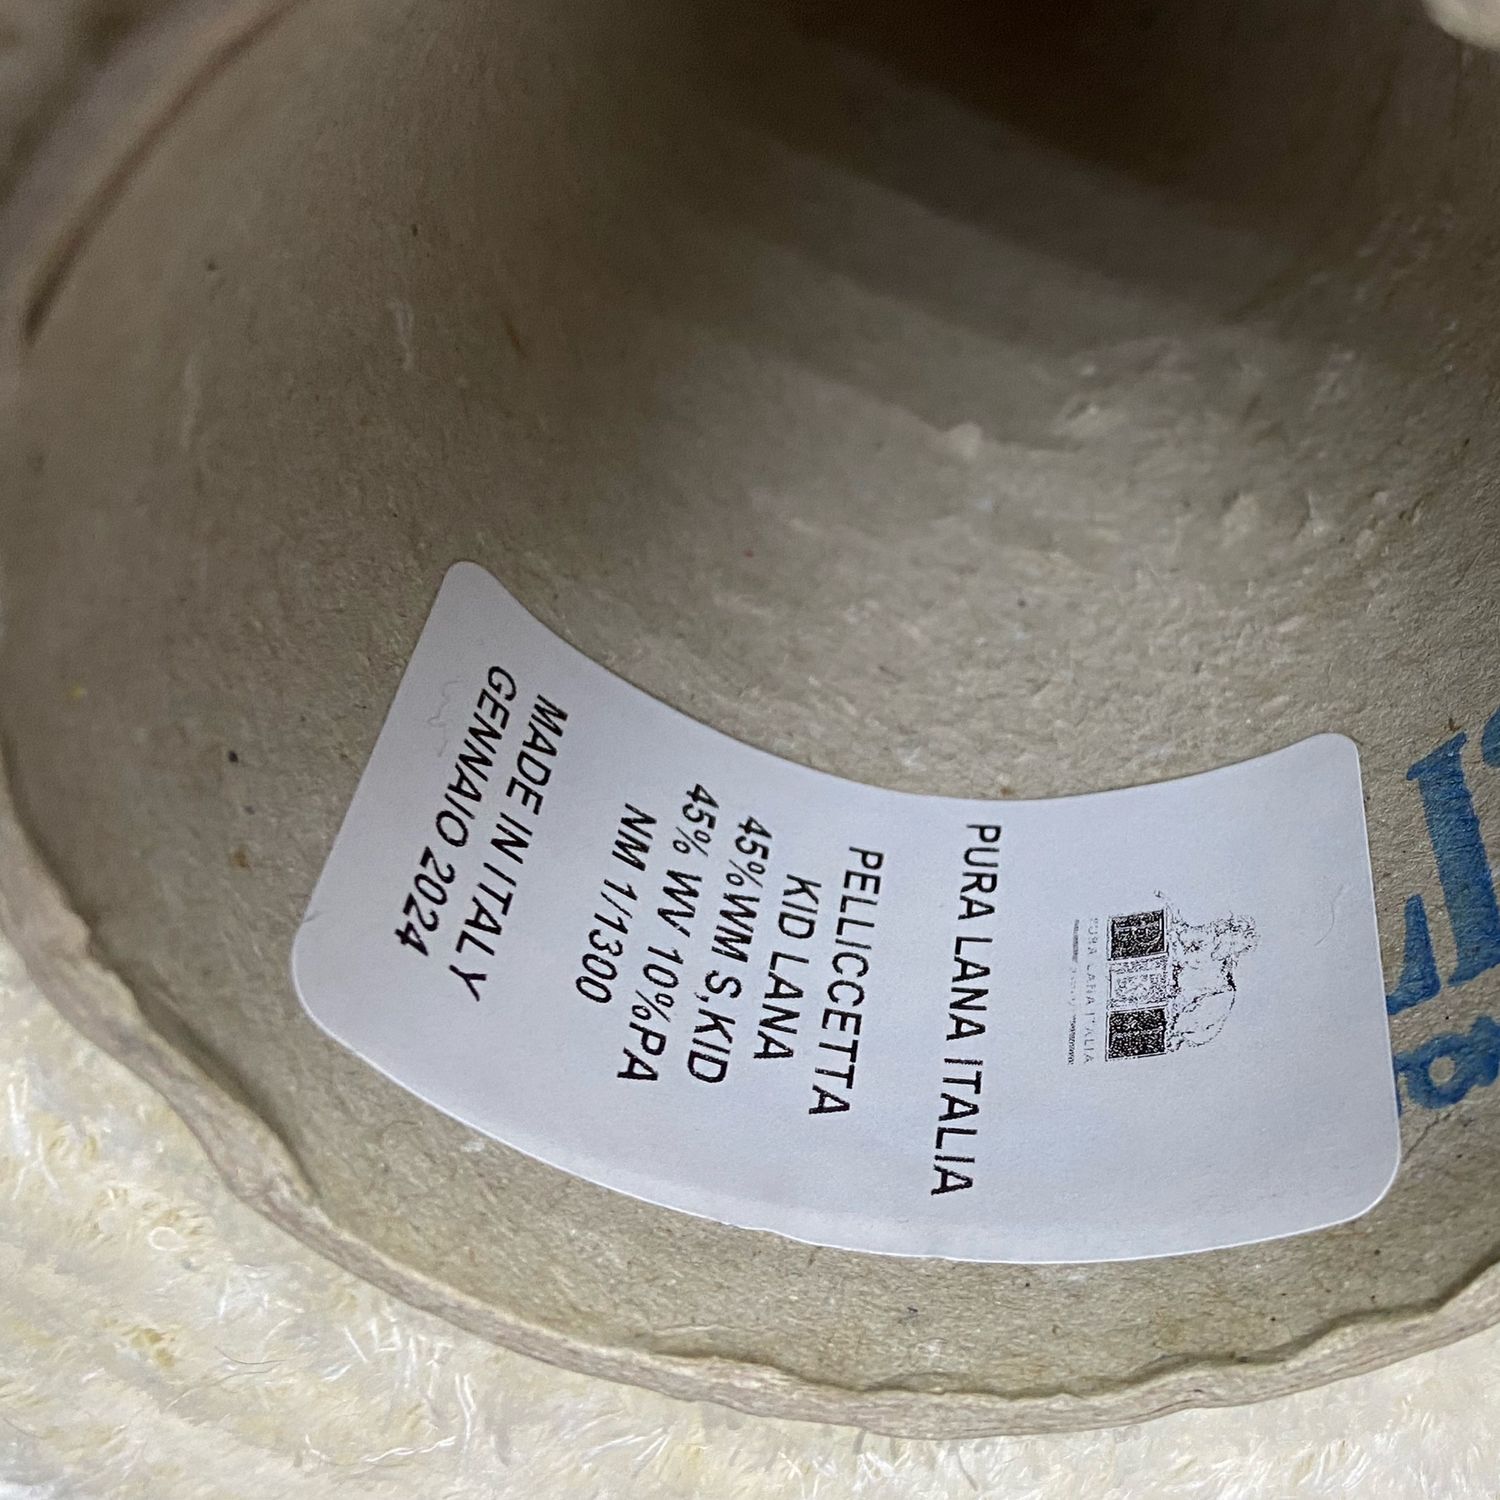 PURA LANA ITALIA
PURA LANA ITALIA
PELLICCETTA
KID LANA
45%WM S,KID
45% WV 10%PA
NM 1/1300
MADE IN ITALY
GENNAIO 2024